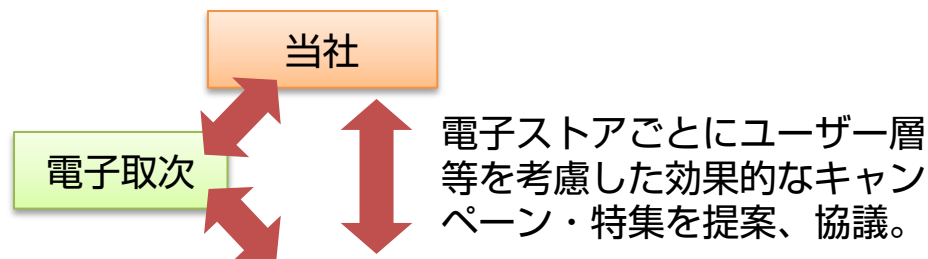 当社
電子取次
電子ストアごとにユーザー層
等を考慮した効果的なキャン
ペーン・特集を提案、協議。